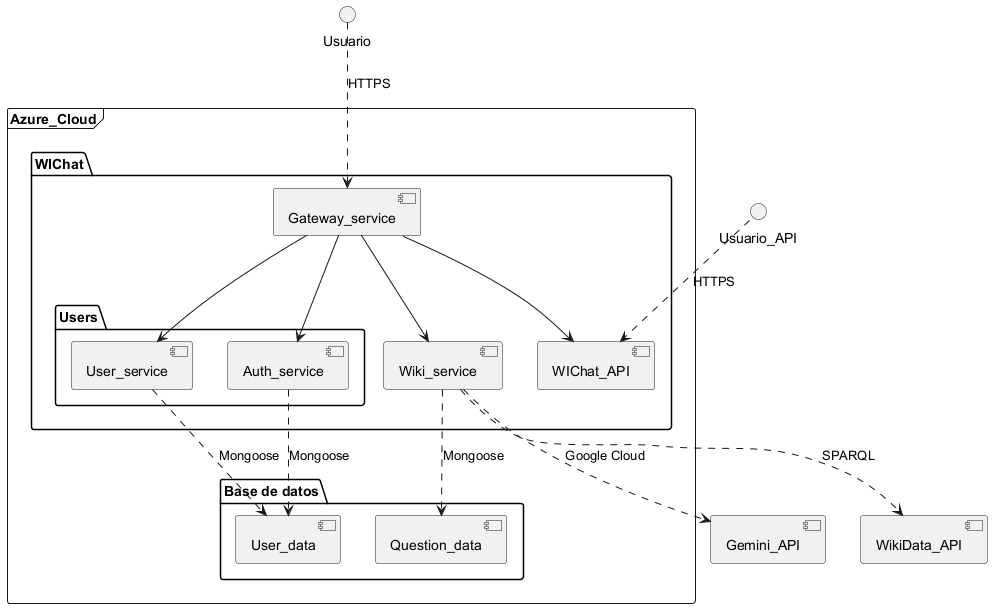 Usuario
HTTPS
Azure_Cloud
WIChat
Gateway_service
Usuario_API
HTTPS
Users
User_service
Auth_service
Wiki_service
WIChat_API
Mongoose
Mongoose
Mongoose
Google Cloud
SPARQL
Base de datos
User_data
Question_data
Gemini_API
WikiData_API